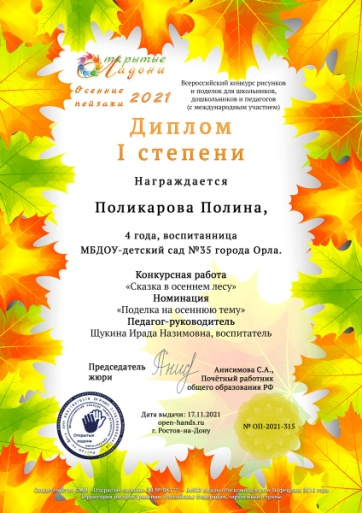 Открытые
Ладони
Осенние
пейзажи 2021
Всероссийский конкурс рисунков
и поделок для школьников,
дошкольников и педагогов
(с международным участием)
Диплом
I степени
Награждается
Поликарова Полина,
4 года, воспитанница
МБДОУ-детский сад №35 города Орла.
Конкурсная работа
«Сказка в осеннем лесу»
Номинация
«Поделка на осеннюю тему»
Педагог-руководитель
Щукина Ирада Назимовна, воспитатель
Председатель
жюри
Анисимова С.А.,
Почётный работник
общего образования РФ
Открытые
ладони
Дата выдачи: 17.11.2021
open-hands.ru
г. Ростов-на-Дону
№ ОП-2021-315